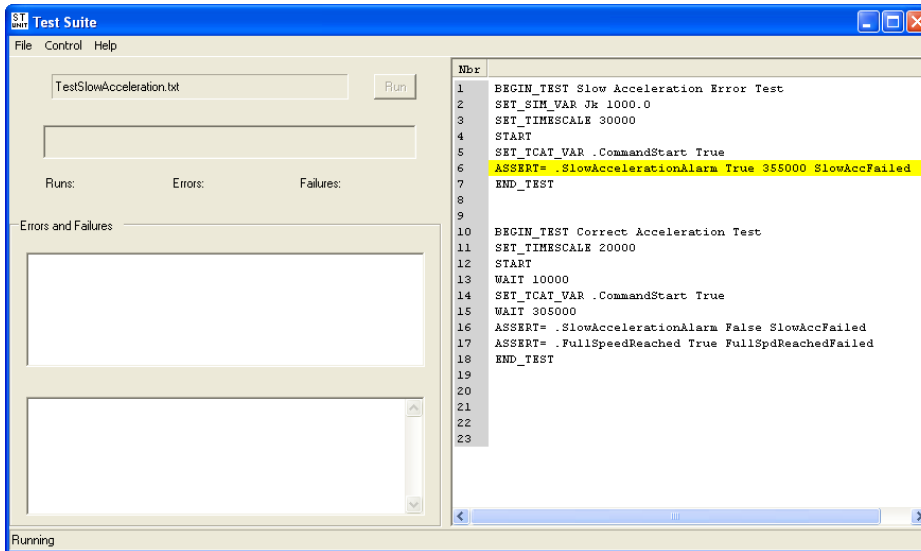 ST UNIT Test Suite
File Control Help
TestSlowAcceleration.txt Run
Runs: Errors: Failures:
Errors and Failures
Nbr
1 BEGIN_TEST Slow Acceleration Error Test
2 SET_SIM_VAR Jk 1000.0
3 SET_TIMESCALE 30000
4 START
5 SET_TCAT_VAR .CommandStart True
6 ASSERT= .SlowAccelerationAlarm True 355000 SlowAccFailed
7 END_TEST
8
9
10 BEGIN_TEST Correct Acceleration Test
11 SET_TIMESCALE 20000
12 START
13 WAIT 10000
14 SET_TCAT_VAR .CommandStart True
15 WAIT 305000
16 ASSERT= .SlowAccelerationAlarm False SlowAccFailed
17 ASSERT= .FullSpeedReached True FullSpdReachedFailed
18 END_TEST
19
20
21
22
23
Running